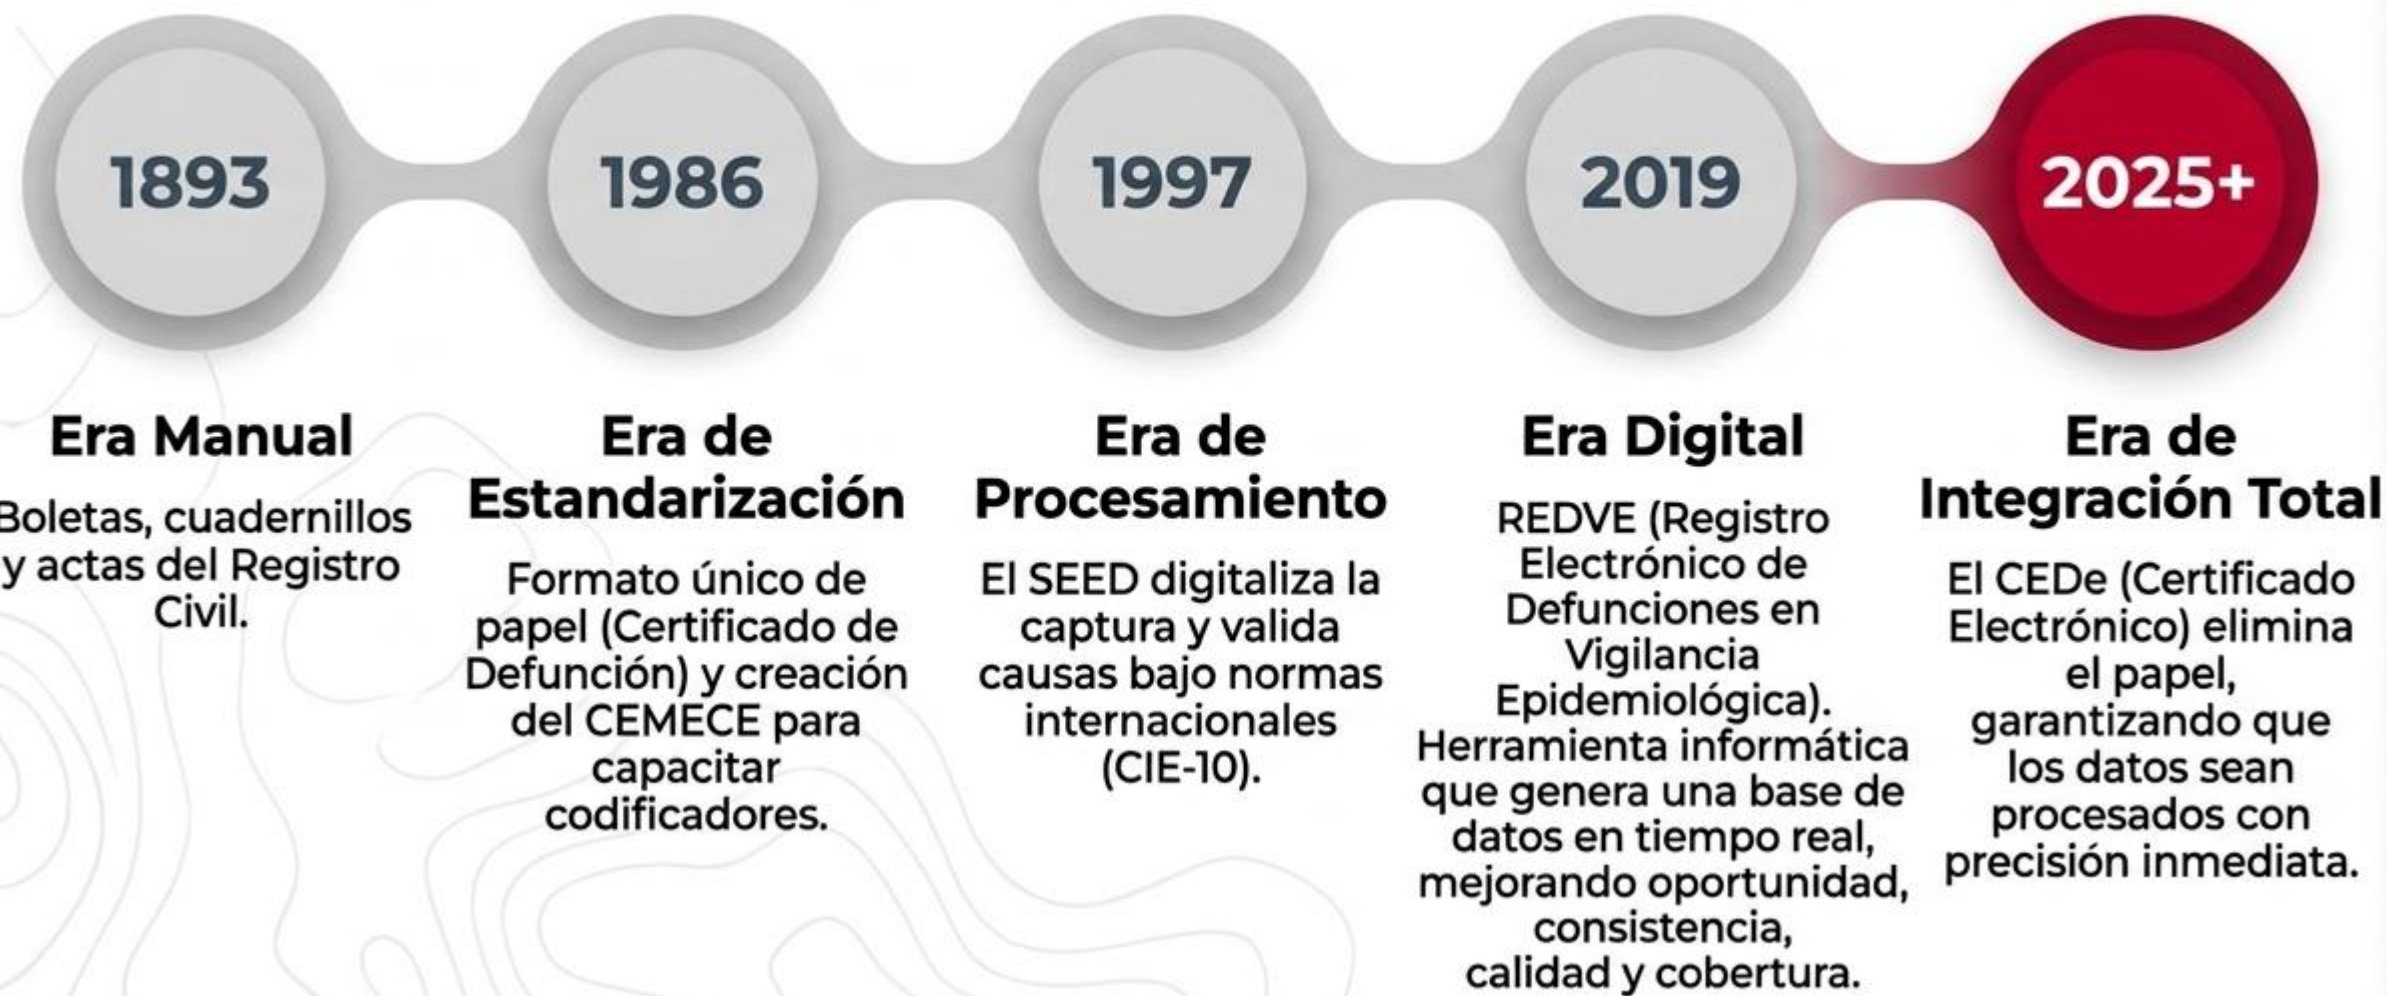 1893
1986
1997
2019
2025+
Era Manual
Boletas, cuadernillos
y actas del Registro
Civil.
Era de
Estandarización
Formato único de
papel (Certificado de
Defunción) y creación
del CEMECE para
capacitar
codificadores.
Era de
Procesamiento
El SEED digitaliza la
captura y valida
causas bajo normas
internacionales
(CIE-10).
Era Digital
REDVE (Registro
Electrónico de
Defunciones en
Vigilancia
Epidemiológica).
Herramienta informática
que genera una base de
datos en tiempo real,
mejorando oportunidad,
consistencia,
calidad y cobertura.
Era de
Integración Total
El CEDe (Certificado
Electrónico) elimina
el papel,
garantizando que
los datos sean
procesados con
precisión inmediata.